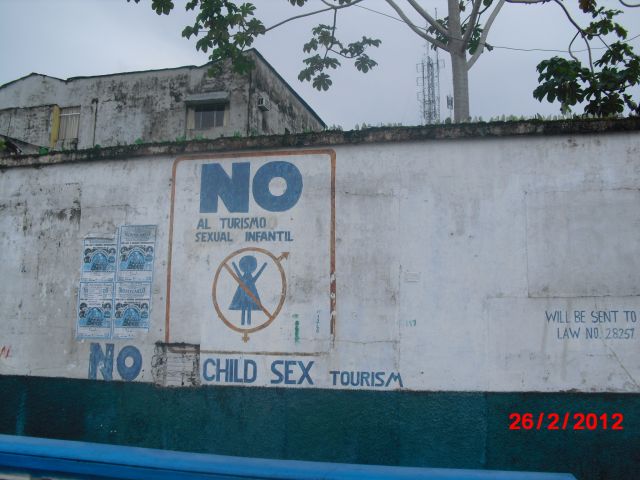 NO
AL TURISMO
SEXUAL INFANTIL
NO CHILD SEX TOURISM
WILL BE SENT TO
LAW NO. 28257
26/2/2012